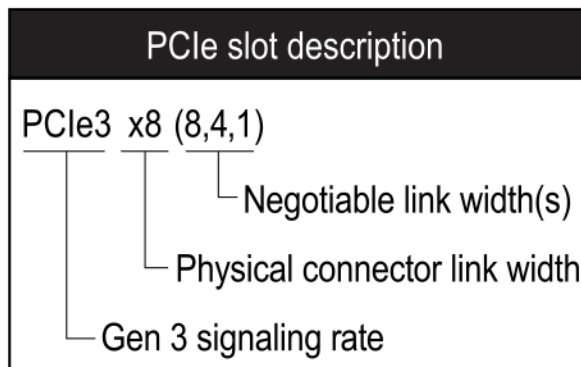 PCIe slot description
PCIe3 x8 (8,4,1)
Negotiable link width(s)
Physical connector link width
Gen 3 signaling rate